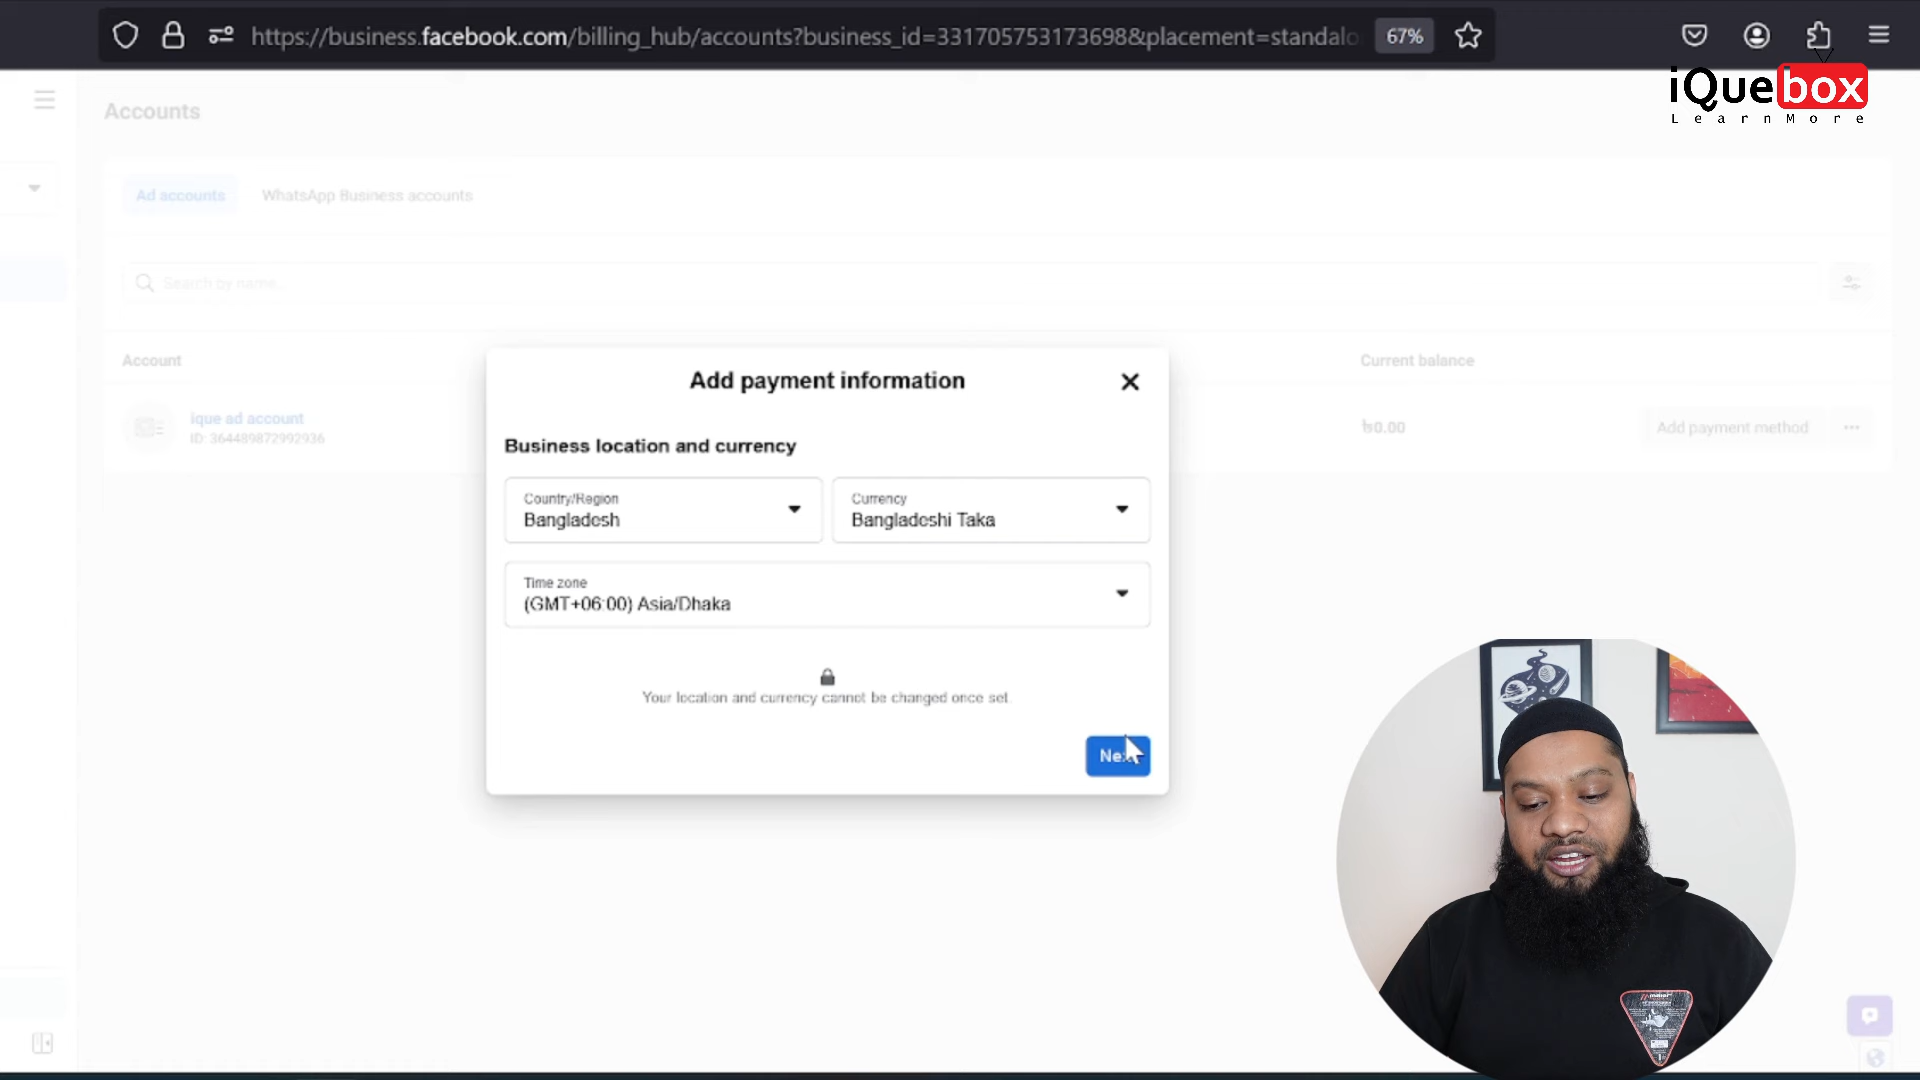 https://business.facebook.com/billing_hub/accounts?business_id=331705753173698&placement=standalo
67%
iQuebox
LearnMore
Accounts
Ad accounts
WhatsApp Business accounts
Search by name...
Account
Current balance
ique ad account
ID: 364489872992936
৳0.00
Add payment method
Add payment information
Business location and currency
Country/Region
Bangladesh
Currency
Bangladeshi Taka
Time zone
(GMT+06:00) Asia/Dhaka
Your location and currency cannot be changed once set.